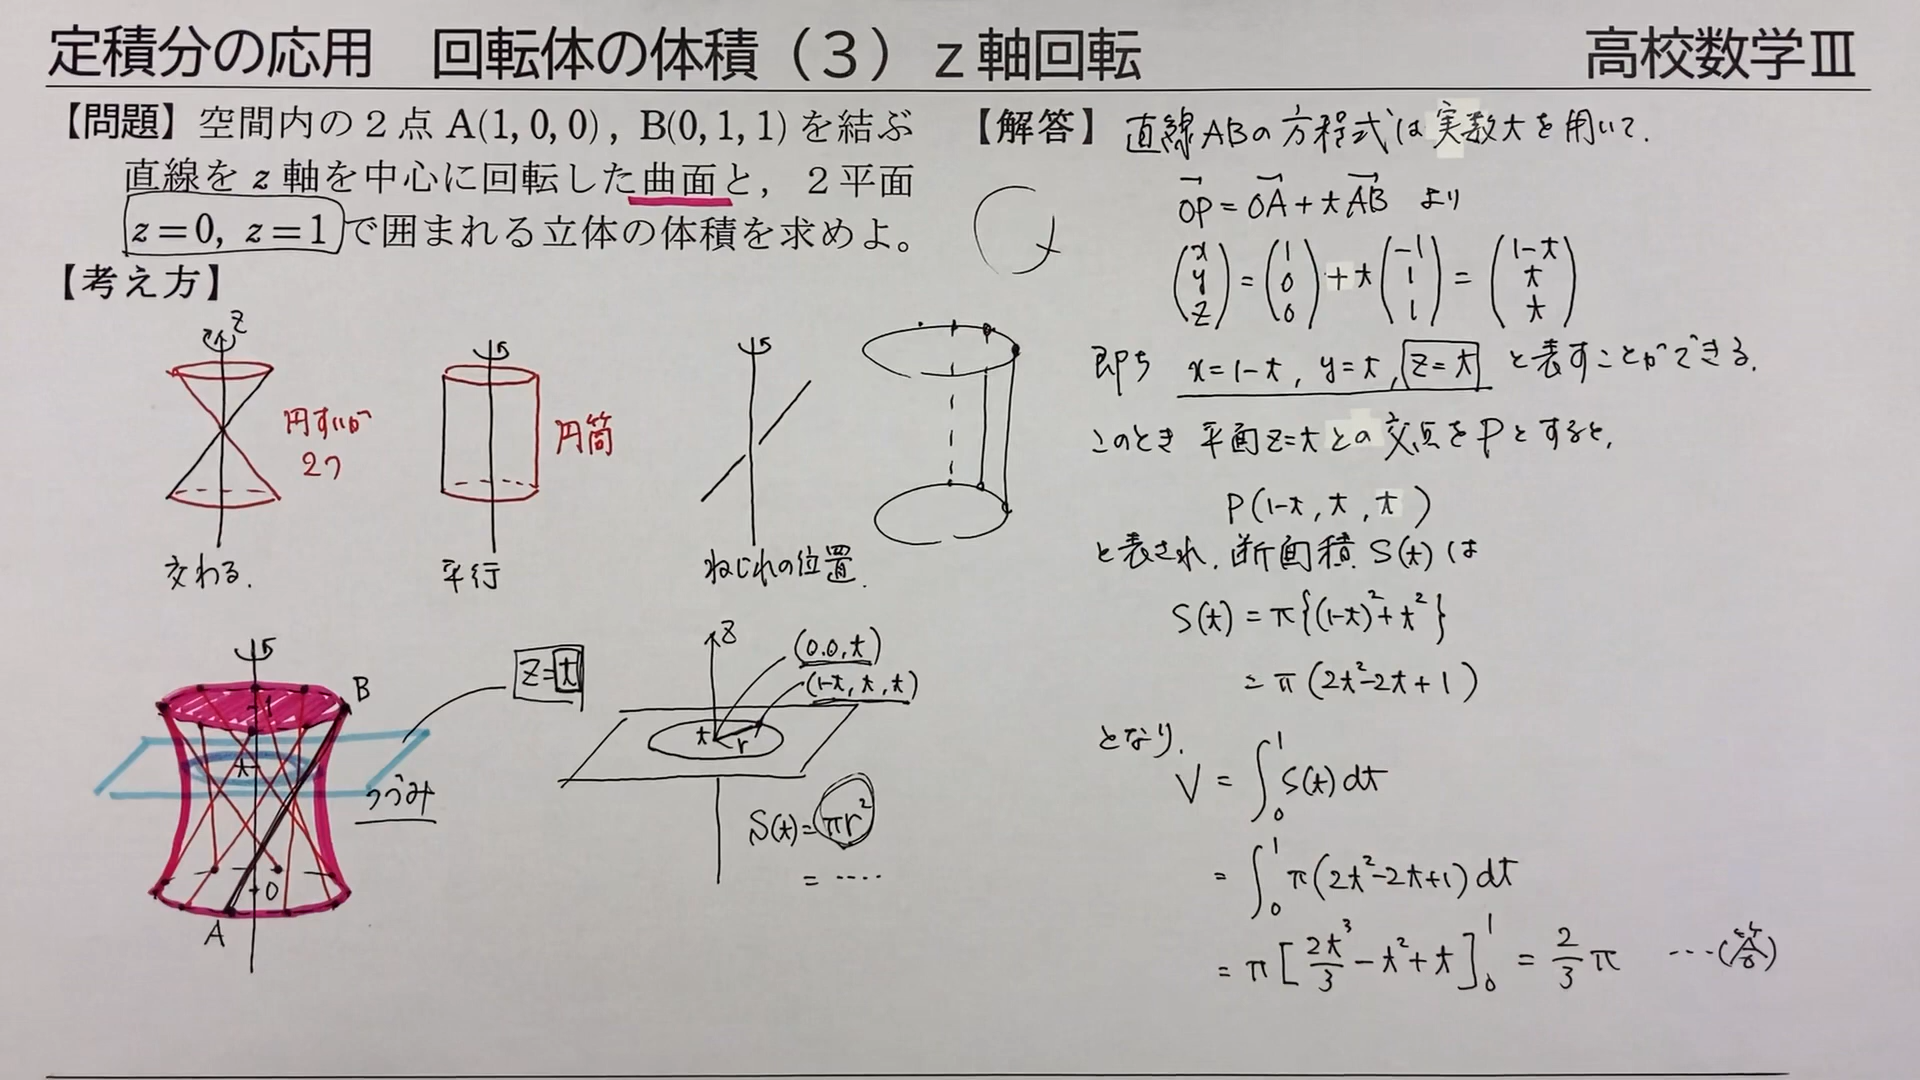 定積分の応用　回転体の体積（３）ｚ軸回転　高校数学Ⅲ
【問題】空間内の２点 A(1, 0, 0) , B(0, 1, 1) を結ぶ
直線を z 軸を中心に回転した曲面と，２平面
z=0, z=1 で囲まれる立体の体積を求めよ。
【考え方】
z
円すいが
2つ
交わる.
円筒
平行
ねじれの位置.
B
1
t
0
A
つづみ
z=t
z
(0.0,t)
(1-t, t, t)
t
r
S(t)=πr²
= ‥‥
【解答】直線ABの方程式は実数tを用いて.
OP = OA + t AB より
(x y z) = (1 0 0) + t (-1 1 1) = (1-t t t)
即ち x=1-t, y=t, z=t と表すことができる.
このとき 平面z=tとの交点をPとすると,
P(1-t, t, t)
と表され. 断面積 S(t)は
S(t) = π{(1-t)²+t²}
= π(2t²-2t+1)
となり.
V = ∫₀¹ S(t)dt
= ∫₀¹ π(2t²-2t+1)dt
= π[2t³/3 - t² + t]₀¹ = 2/3 π ‥‥(答)